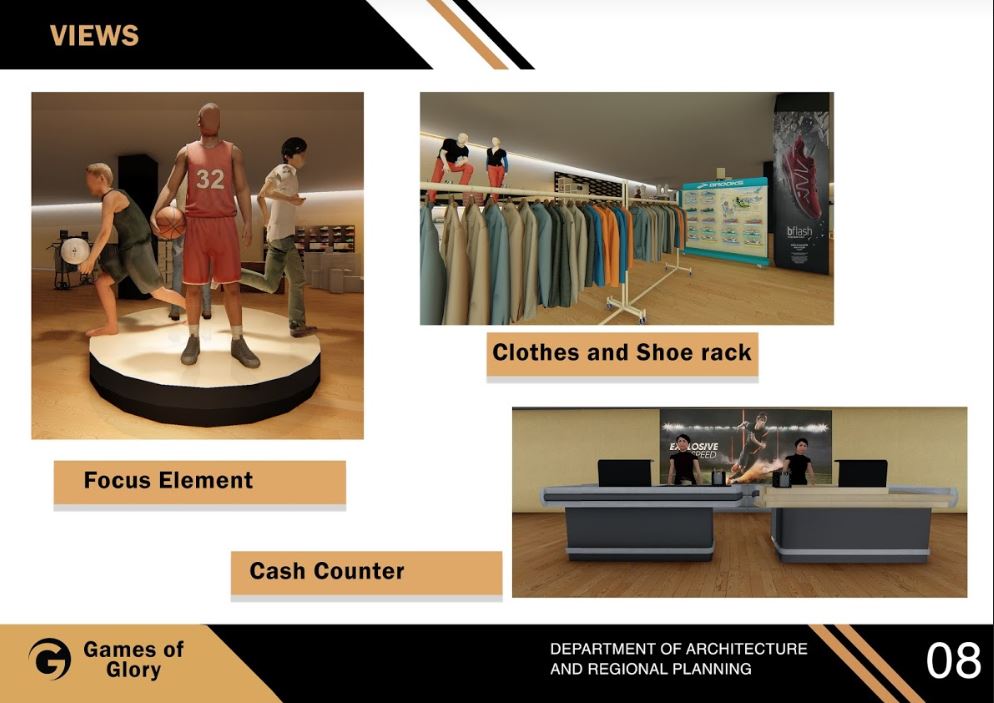 VIEWS
32
BROOKS
bflash
Clothes and Shoe rack
EXPLOSIVE
SPEED
Focus Element
Cash Counter
Games of
Glory
DEPARTMENT OF ARCHITECTURE
AND REGIONAL PLANNING
08